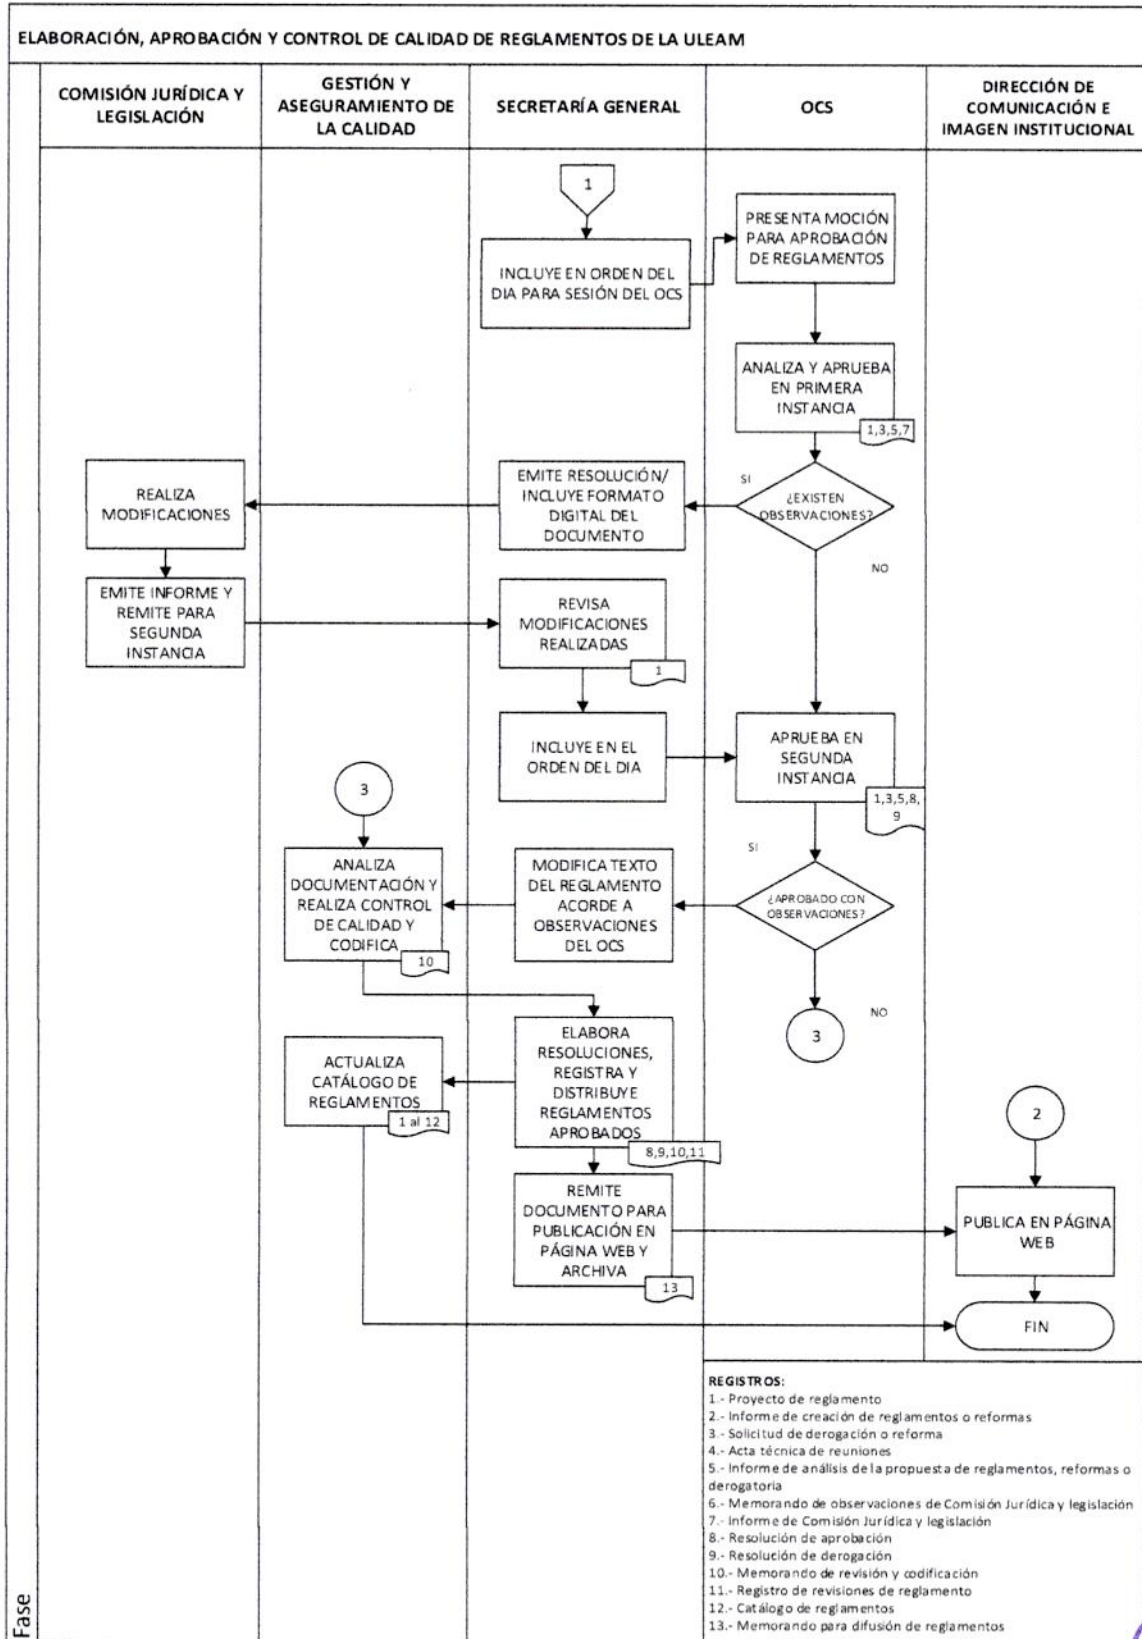 ELABORACIÓN, APROBACIÓN Y CONTROL DE CALIDAD DE REGLAMENTOS DE LA ULEAM
COMISIÓN JURÍDICA Y
LEGISLACIÓN
GESTIÓN Y
ASEGURAMIENTO DE
LA CALIDAD
SECRETARÍA GENERAL
OCS
DIRECCIÓN DE
COMUNICACIÓN E
IMAGEN INSTITUCIONAL
1
INCLUYE EN ORDEN DEL
DIA PARA SESIÓN DEL OCS
PRESENTA MOCIÓN
PARA APROBACIÓN
DE REGLAMENTOS
ANALIZA Y APRUEBA
EN PRIMERA
INSTANCIA
1,3,5,7
¿EXISTEN
OBSERVACIONES?
SI
NO
EMITE RESOLUCIÓN/
INCLUYE FORMATO
DIGITAL DEL
DOCUMENTO
REALIZA
MODIFICACIONES
EMITE INFORME Y
REMITE PARA
SEGUNDA
INSTANCIA
REVISA
MODIFICACIONES
REALIZADAS
1
INCLUYE EN EL
ORDEN DEL DIA
APRUEBA EN
SEGUNDA
INSTANCIA
1,3,5,8,
9
SI
¿APROBADO CON
OBSERVACIONES?
NO
3
MODIFICA TEXTO
DEL REGLAMENTO
ACORDE A
OBSERVACIONES
DEL OCS
3
ANALIZA
DOCUMENTACIÓN Y
REALIZA CONTROL
DE CALIDAD Y
CODIFICA
10
ELABORA
RESOLUCIONES,
REGISTRA Y
DISTRIBUYE
REGLAMENTOS
APROBADOS
8,9,10,11
ACTUALIZA
CATÁLOGO DE
REGLAMENTOS
1 al 12
REMITE
DOCUMENTO PARA
PUBLICACIÓN EN
PÁGINA WEB Y
ARCHIVA
13
2
PUBLICA EN PÁGINA
WEB
FIN
REGISTROS:
1.- Proyecto de reglamento
2.- Informe de creación de reglamentos o reformas
3.- Solicitud de derogación o reforma
4.- Acta técnica de reuniones
5.- Informe de análisis de la propuesta de reglamentos, reformas o
derogatoria
6.- Memorando de observaciones de Comisión Jurídica y legislación
7.- Informe de Comisión Jurídica y legislación
8.- Resolución de aprobación
9.- Resolución de derogación
10.- Memorando de revisión y codificación
11.- Registro de revisiones de reglamento
12.- Catálogo de reglamentos
13.- Memorando para difusión de reglamentos
Fase